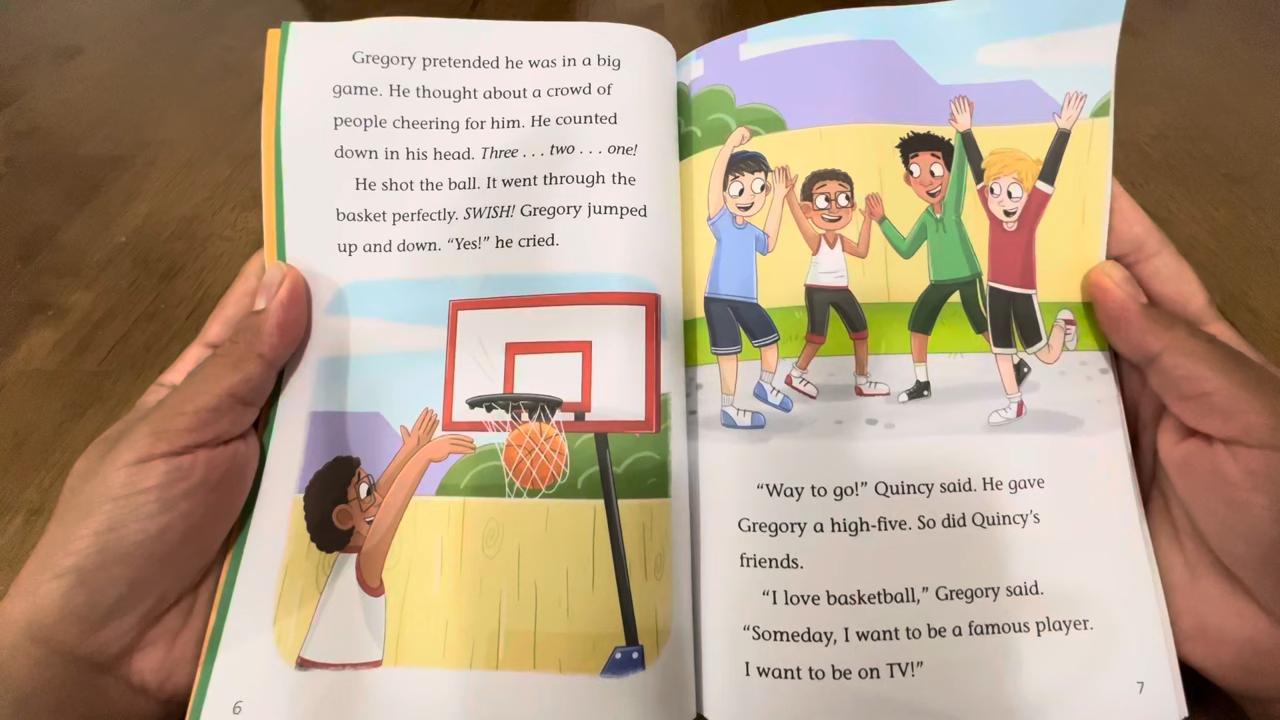 Gregory pretended he was in a big
game. He thought about a crowd of
people cheering for him. He counted
down in his head. Three . . . two . . . one!
He shot the ball. It went through the
basket perfectly. SWISH! Gregory jumped
up and down. “Yes!” he cried.
6
“Way to go!” Quincy said. He gave
Gregory a high-five. So did Quincy’s
friends.
“I love basketball,” Gregory said.
“Someday, I want to be a famous player.
I want to be on TV!”
7